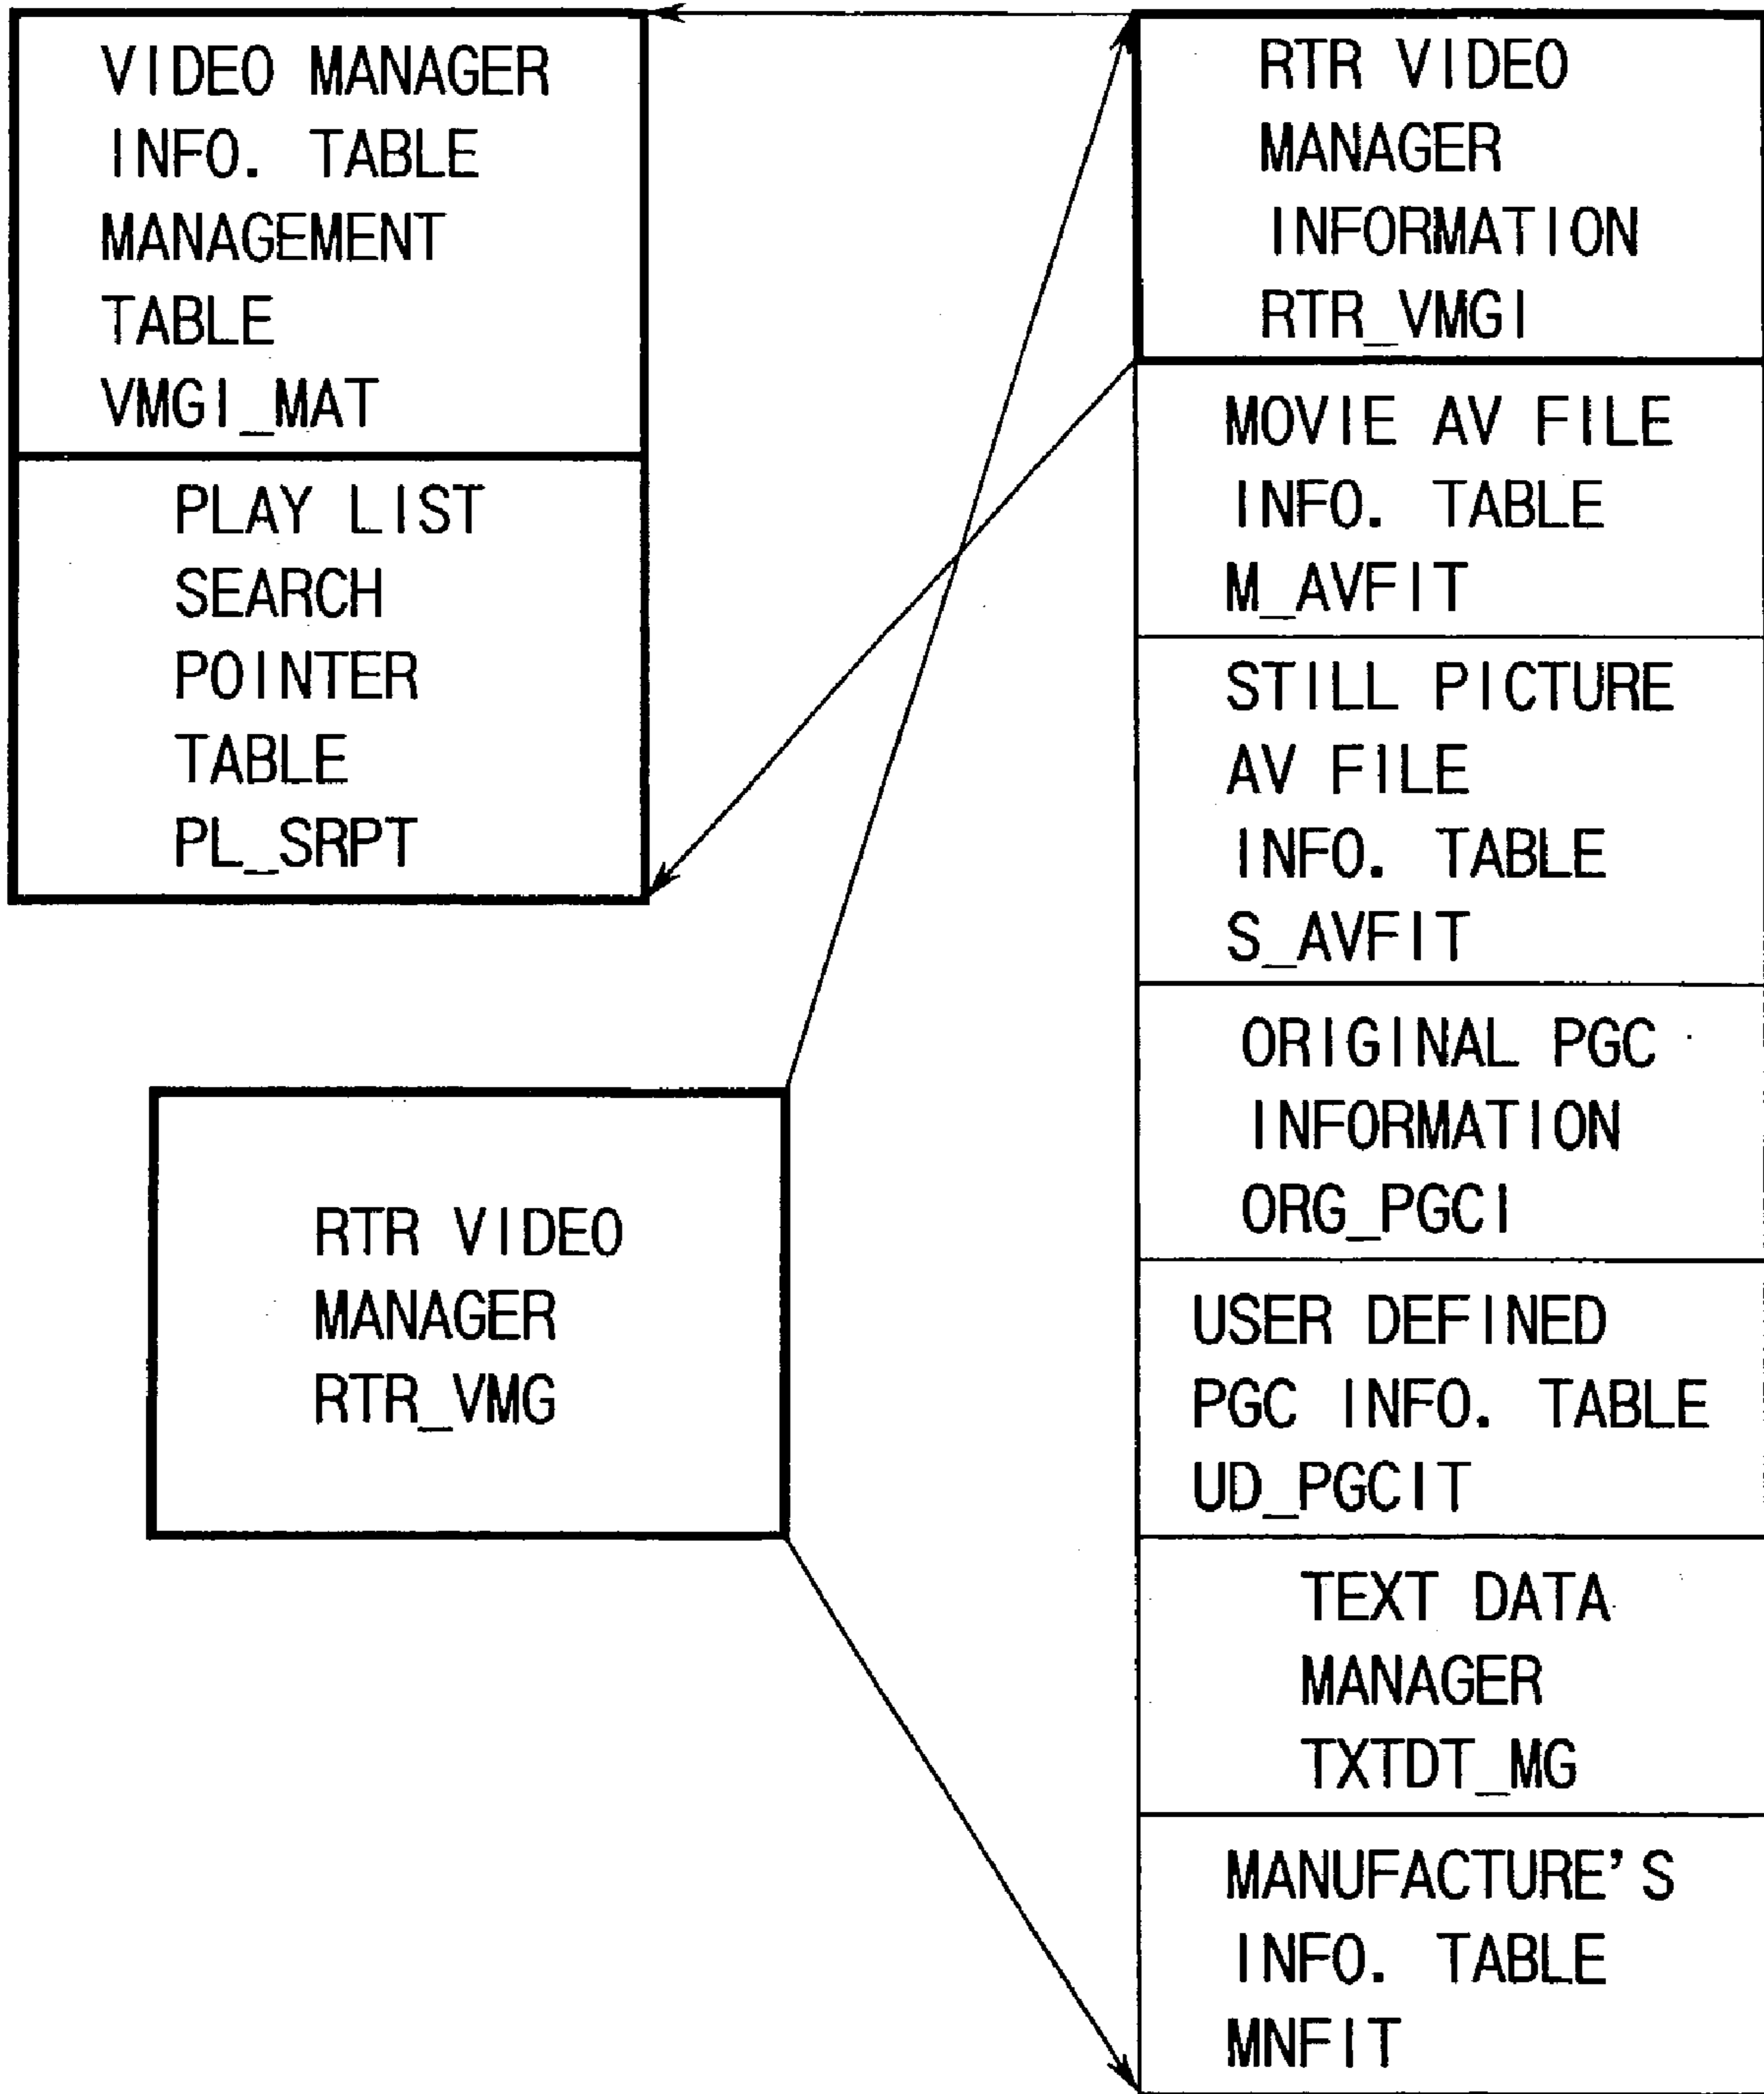 VIDEO MANAGER
INFO. TABLE
MANAGEMENT
TABLE
VMGI_MAT
PLAY LIST
SEARCH
POINTER
TABLE
PL_SRPT
RTR VIDEO
MANAGER
RTR_VMG
RTR VIDEO
MANAGER
INFORMATION
RTR_VMGI
MOVIE AV FILE
INFO. TABLE
M_AVFIT
STILL PICTURE
AV FILE
INFO. TABLE
S_AVFIT
ORIGINAL PGC
INFORMATION
ORG_PGCI
USER DEFINED
PGC INFO. TABLE
UD_PGCIT
TEXT DATA
MANAGER
TXTDT_MG
MANUFACTURE'S
INFO. TABLE
MNFIT